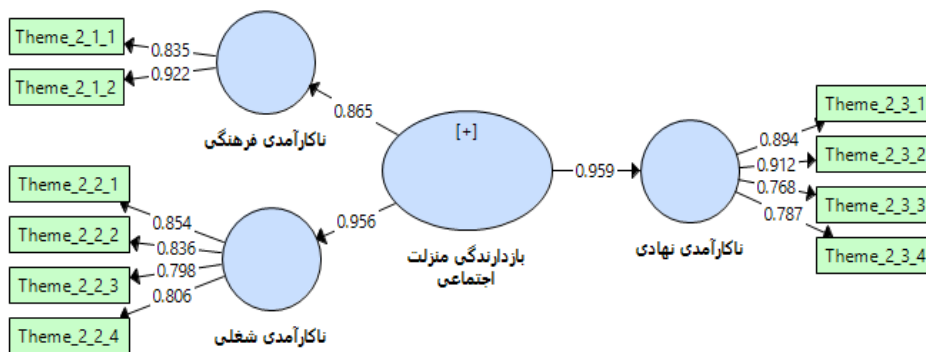 Theme_2_1_1
0.835
Theme_2_1_2
0.922
ناکارآمدی فرهنگی
0.865
[+]
بازدارندگی منزلت
اجتماعی
0.959
0.956
Theme_2_2_1
0.854
Theme_2_2_2
0.836
Theme_2_2_3
0.798
Theme_2_2_4
0.806
ناکارآمدی شغلی
Theme_2_3_1
0.894
Theme_2_3_2
0.912
Theme_2_3_3
0.768
Theme_2_3_4
0.787
ناکارآمدی نهادی